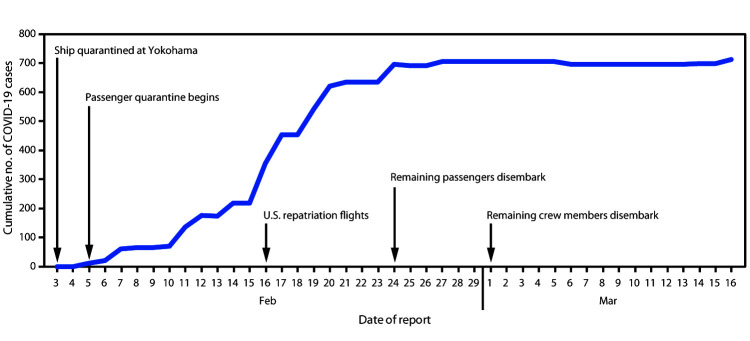 Cumulative no. of COVID-19 cases
800
700
600
500
400
300
200
100
0
Ship quarantined at Yokohama
Passenger quarantine begins
U.S. repatriation flights
Remaining passengers disembark
Remaining crew members disembark
3 4 5 6 7 8 9 10 11 12 13 14 15 16 17 18 19 20 21 22 23 24 25 26 27 28 29 1 2 3 4 5 6 7 8 9 10 11 12 13 14 15 16
Feb Mar
Date of report